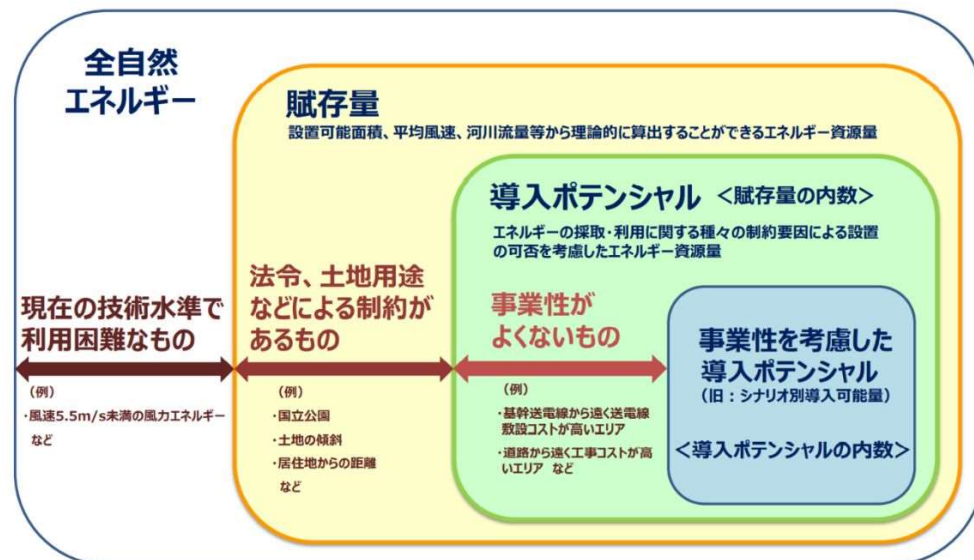 全自然
エネルギー
賦存量
設置可能面積、平均風速、河川流量等から理論的に算出することができるエネルギー資源量
導入ポテンシャル <賦存量の内数>
エネルギーの採取・利用に関する種々の制約要因による設置
の可否を考慮したエネルギー資源量
現在の技術水準で
利用困難なもの
(例)
・風速5.5m/s未満の風力エネルギー
など
法令、土地用途
などによる制約が
あるもの
(例)
・国立公園
・土地の傾斜
・居住地からの距離
など
事業性が
よくないもの
(例)
・基幹送電線から遠く送電線
敷設コストが高いエリア
・道路から遠く工事コストが高
いエリア など
事業性を考慮した
導入ポテンシャル
(旧:シナリオ別導入可能量)
<導入ポテンシャルの内数>